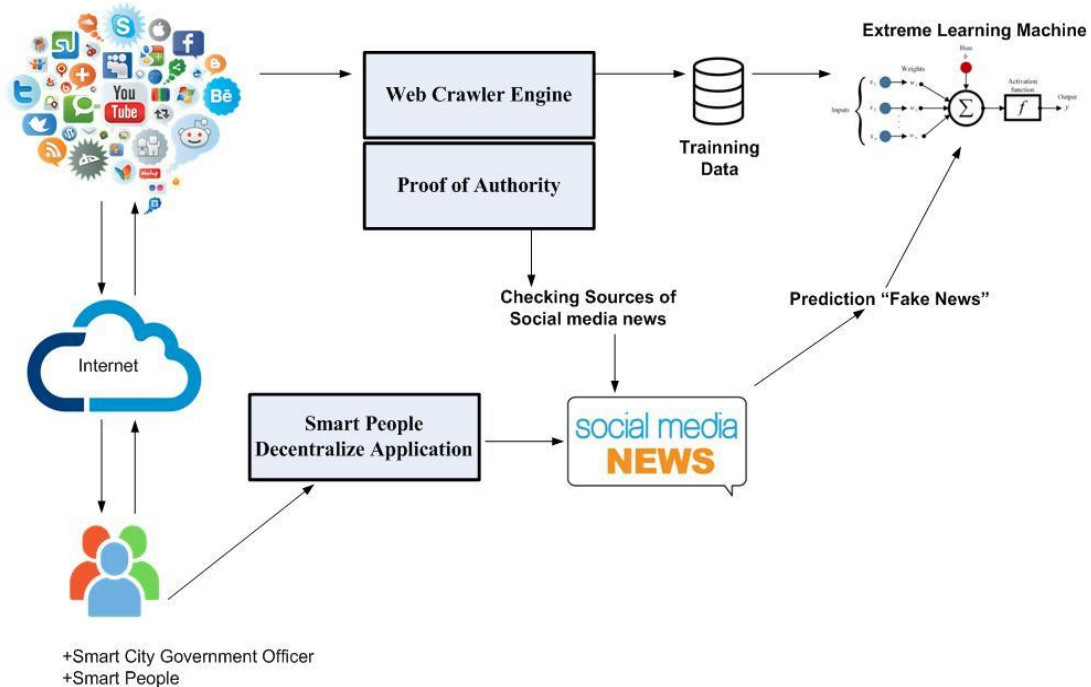 You
Tube
Bē
Web Crawler Engine
Proof of Authority
Trainning
Data
Extreme Learning Machine
Bias
b
Weights
Activation
function
Inputs
Output
y
Σ
f
Checking Sources of
Social media news
Prediction “Fake News”
Internet
Smart People
Decentralize Application
social media
NEWS
+Smart City Government Officer
+Smart People